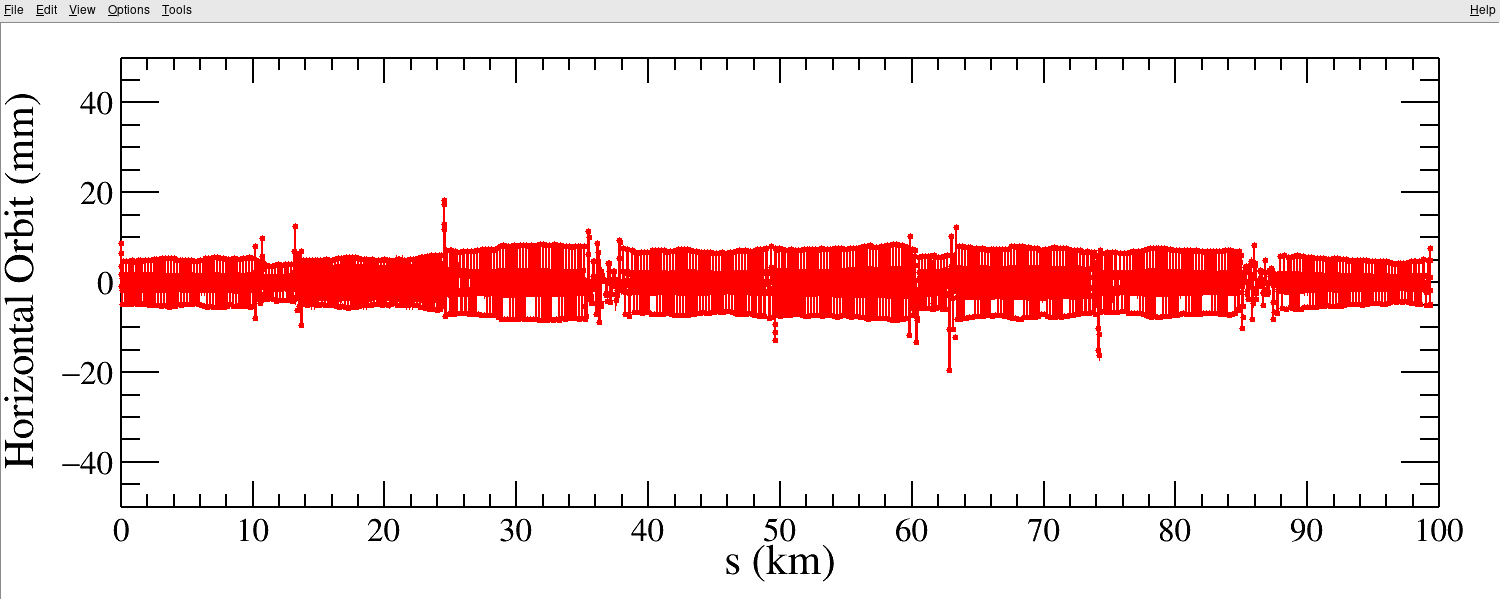 File Edit View Options Tools Help
Horizontal Orbit (mm)
40
20
0
−20
−40
0 10 20 30 40 50 60 70 80 90 100
s (km)